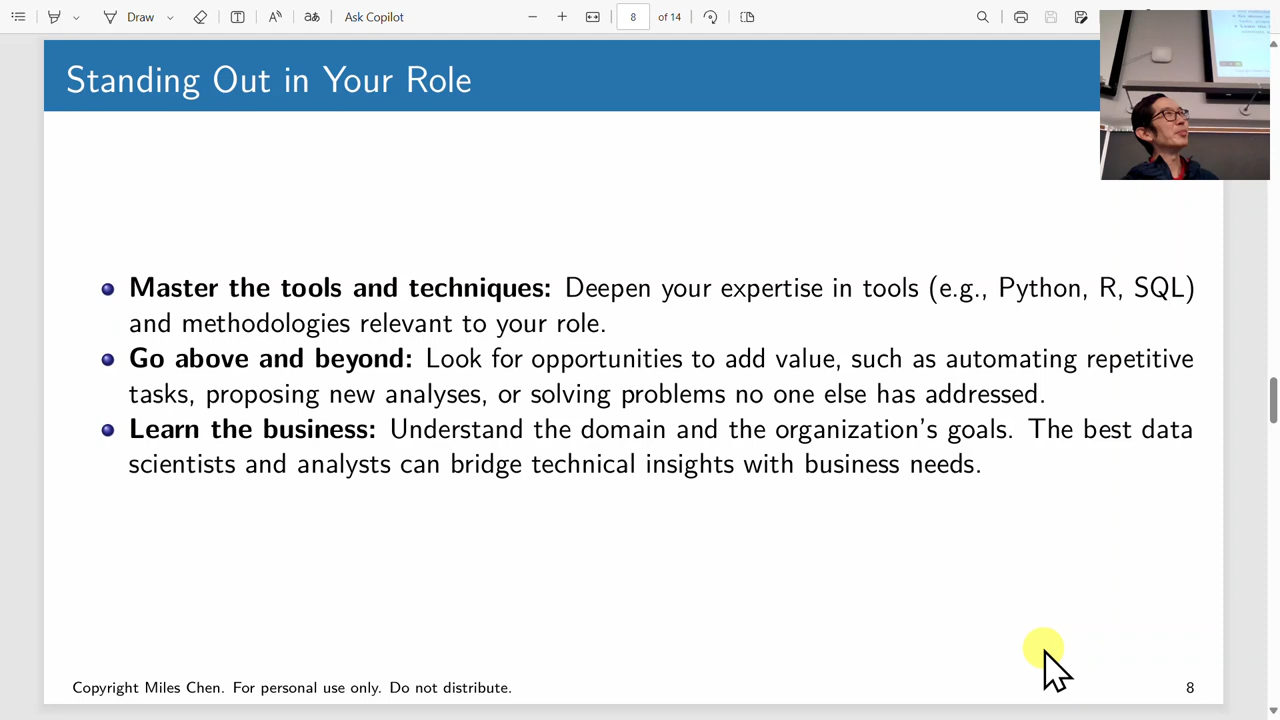 Draw
Ask Copilot
8
of 14
Standing Out in Your Role
Master the tools and techniques: Deepen your expertise in tools (e.g., Python, R, SQL)
and methodologies relevant to your role.
Go above and beyond: Look for opportunities to add value, such as automating repetitive
tasks, proposing new analyses, or solving problems no one else has addressed.
Learn the business: Understand the domain and the organization's goals. The best data
scientists and analysts can bridge technical insights with business needs.
Copyright Miles Chen. For personal use only. Do not distribute.
8